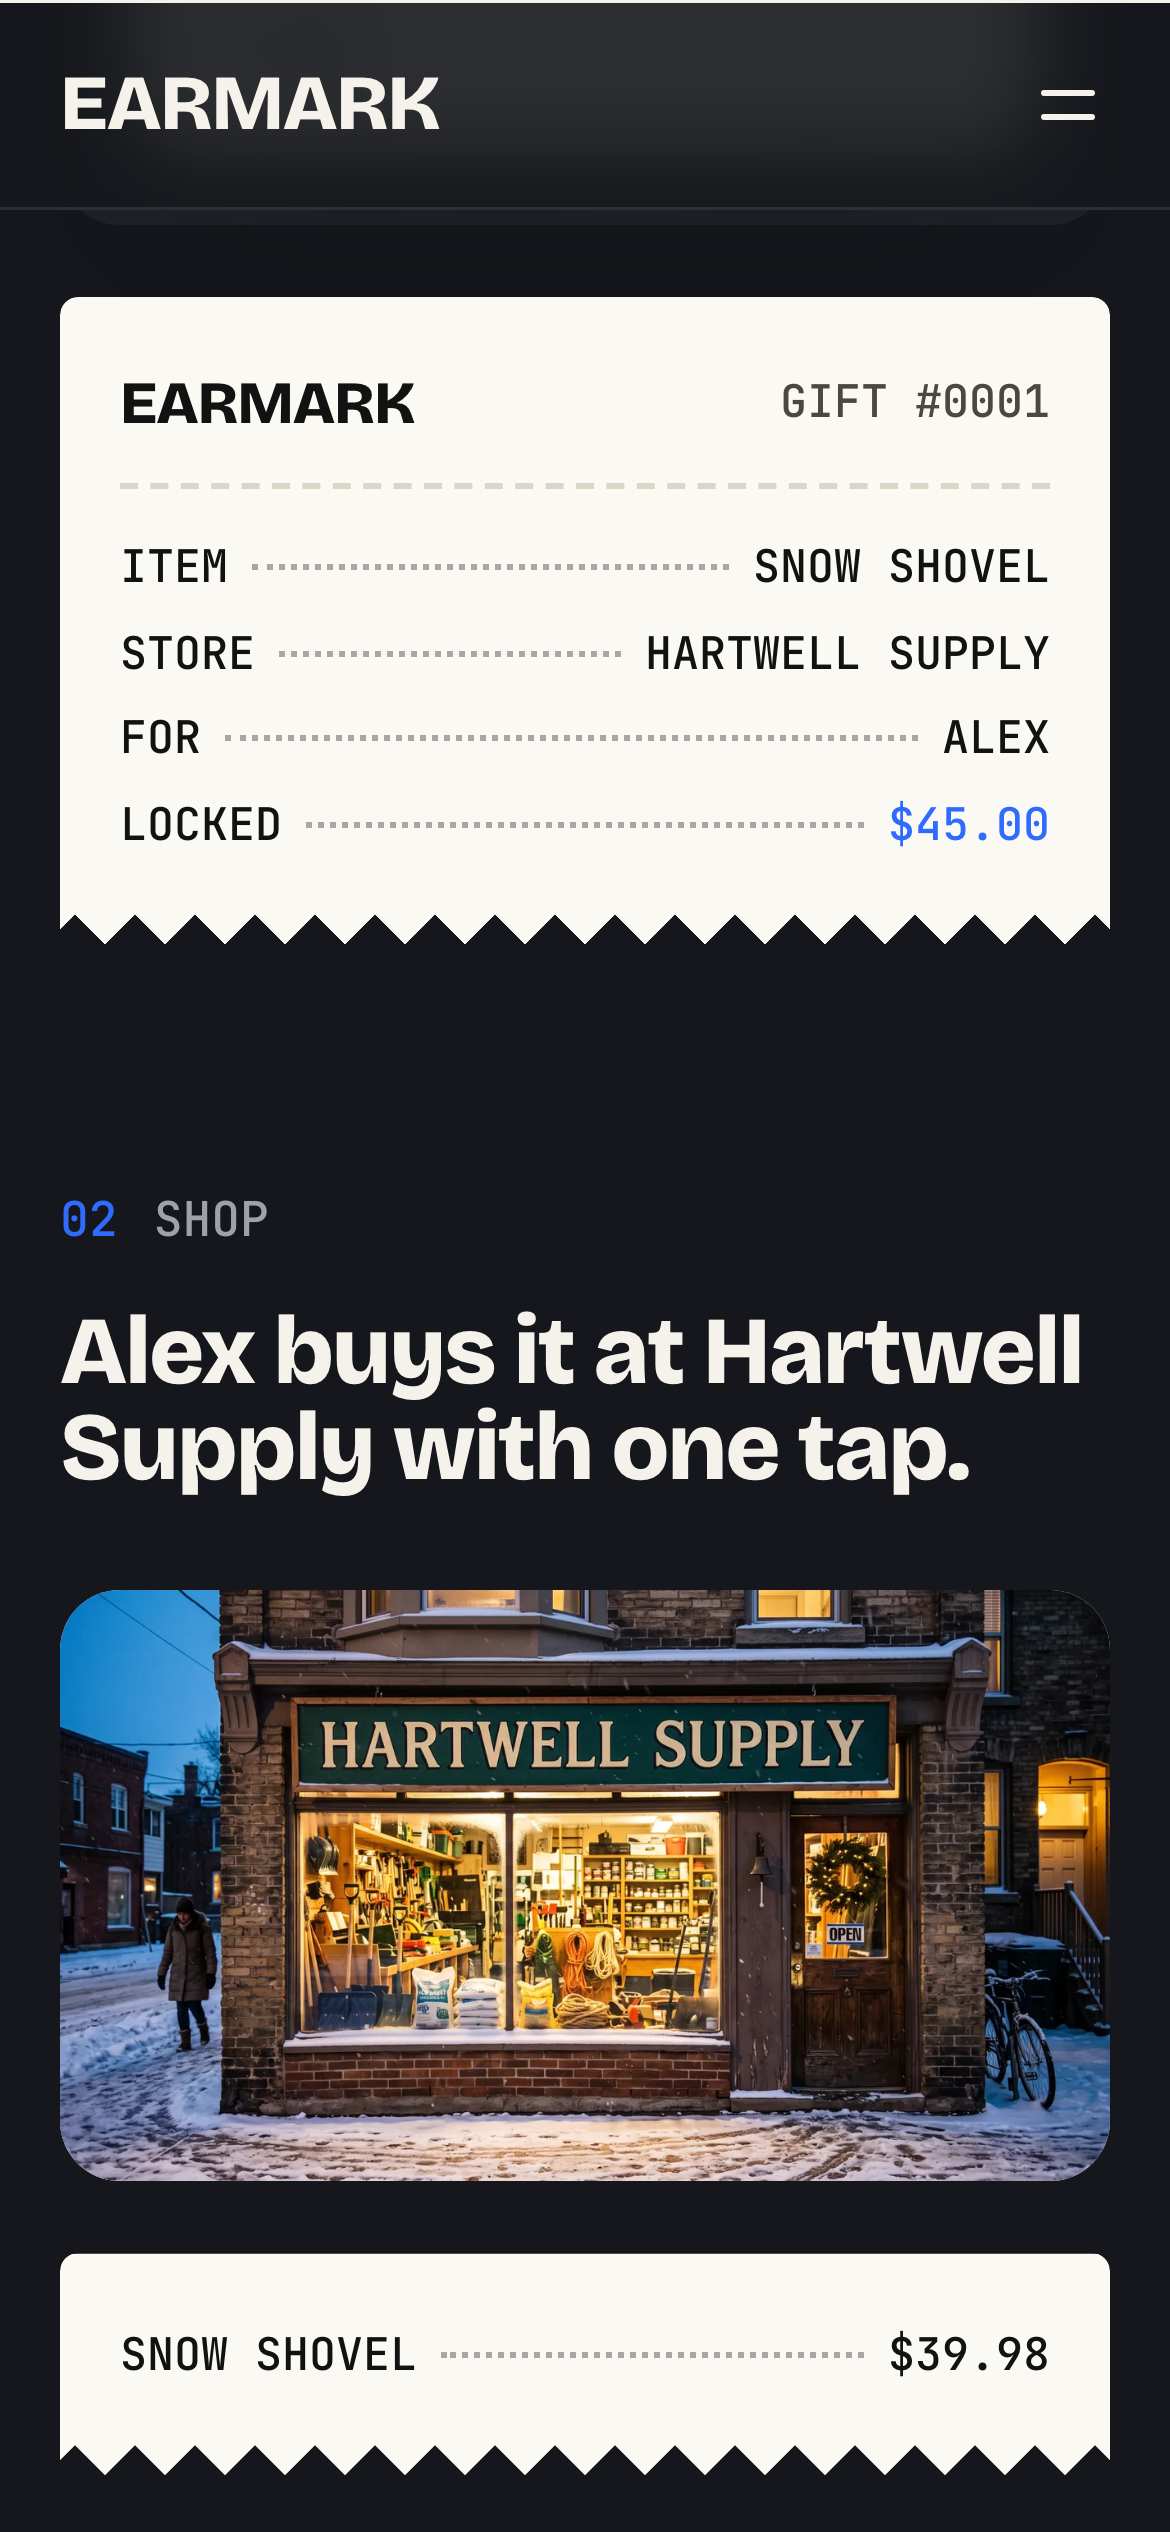 EARMARK
EARMARK GIFT #0001
ITEM SNOW SHOVEL
STORE HARTWELL SUPPLY
FOR ALEX
LOCKED $45.00
02 SHOP
Alex buys it at Hartwell
Supply with one tap.
HARTWELL SUPPLY
OPEN
SNOW SHOVEL $39.98